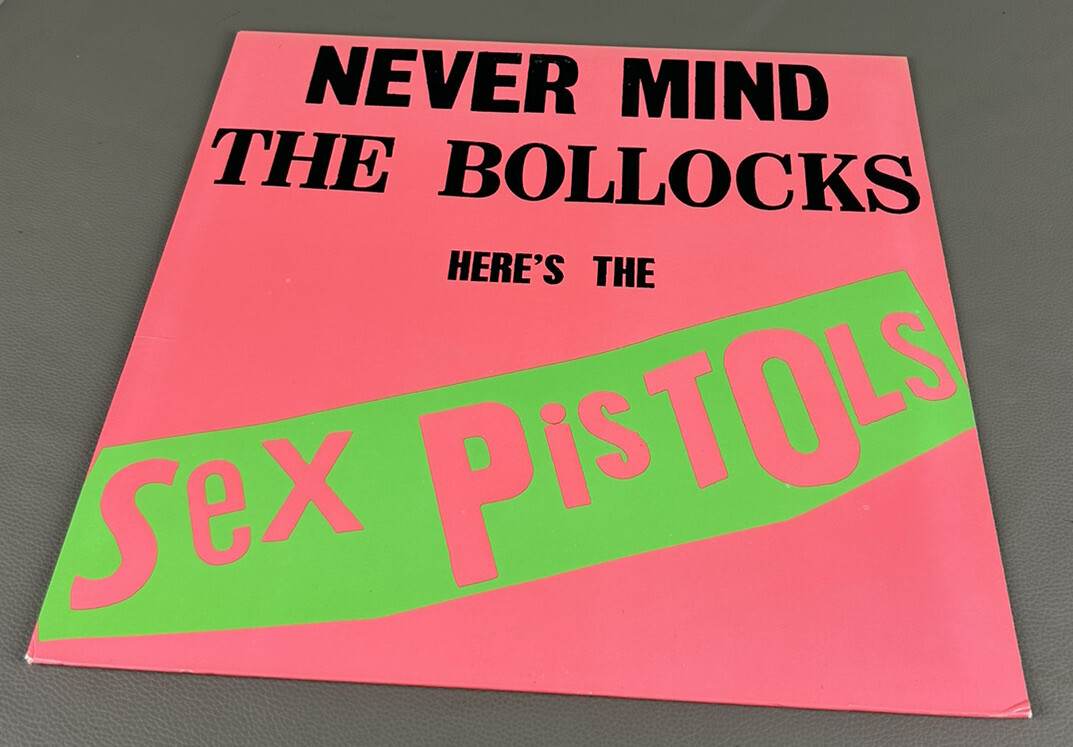 NEVER MIND
THE BOLLOCKS
HERE'S THE
Sex PisTOLS